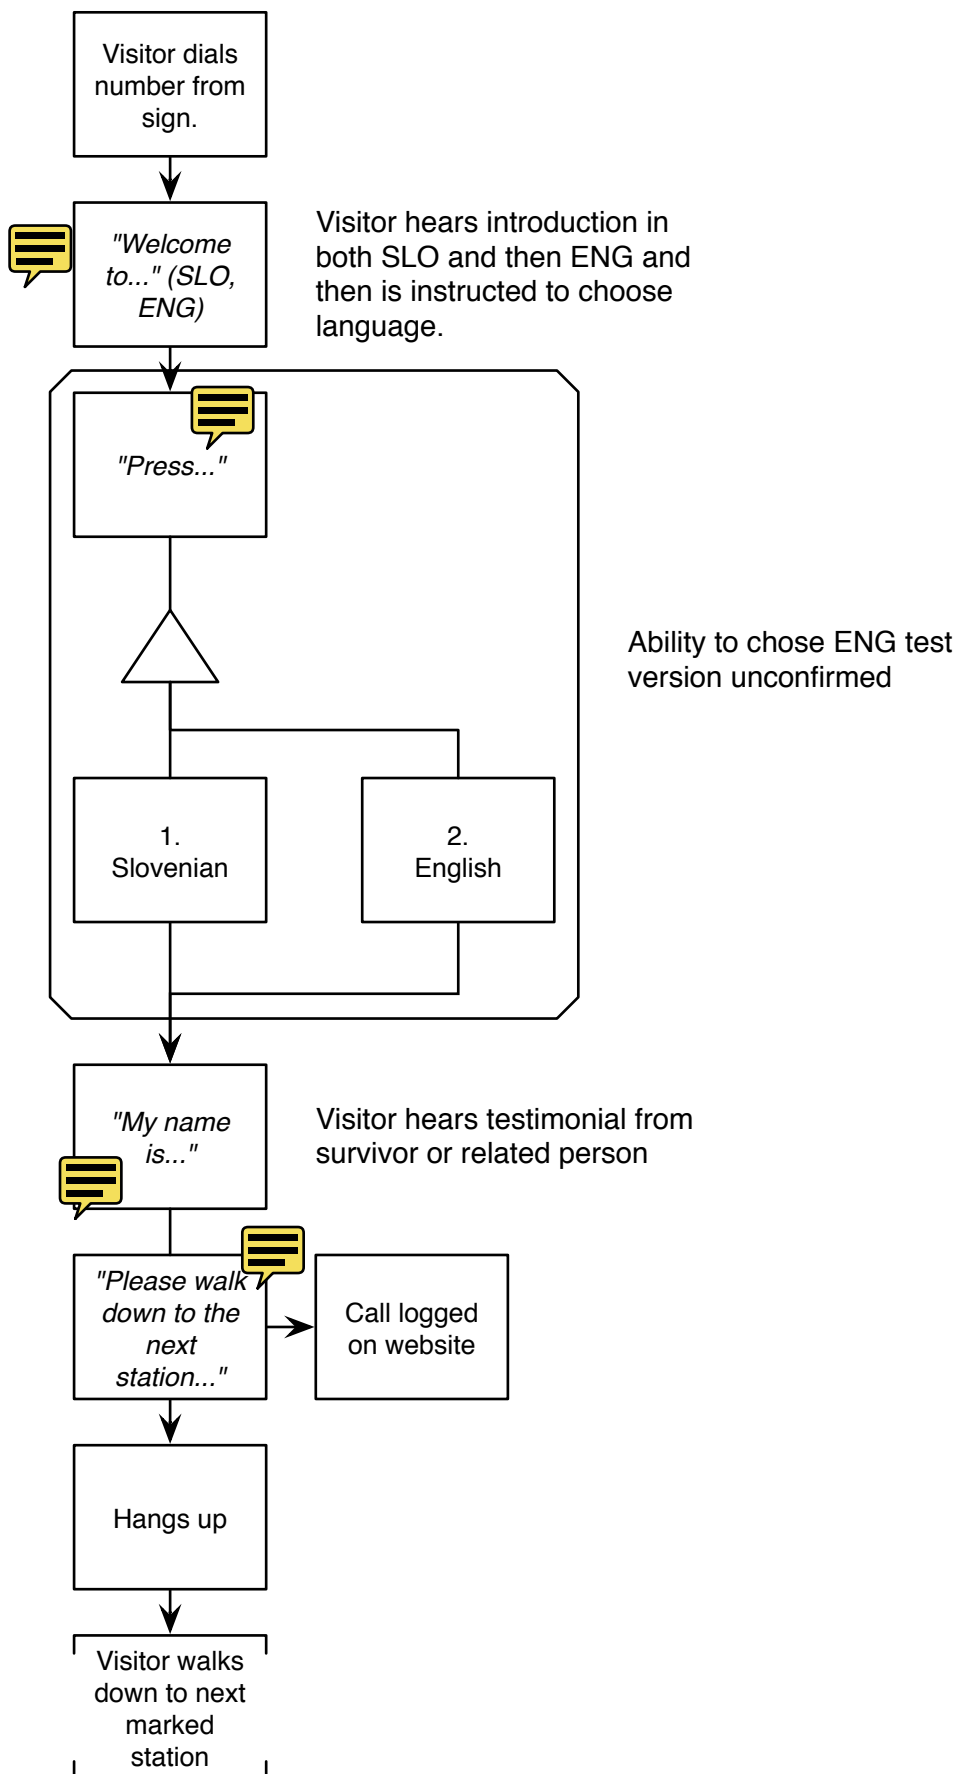 Visitor dials
number from
sign.
"Welcome
to..." (SLO,
ENG)
Visitor hears introduction in
both SLO and then ENG and
then is instructed to choose
language.
"Press..."
Ability to chose ENG test
version unconfirmed
1.
Slovenian
2.
English
"My name
is..."
Visitor hears testimonial from
survivor or related person
"Please walk
down to the
next
station..."
Call logged
on website
Hangs up
Visitor walks
down to next
marked
station